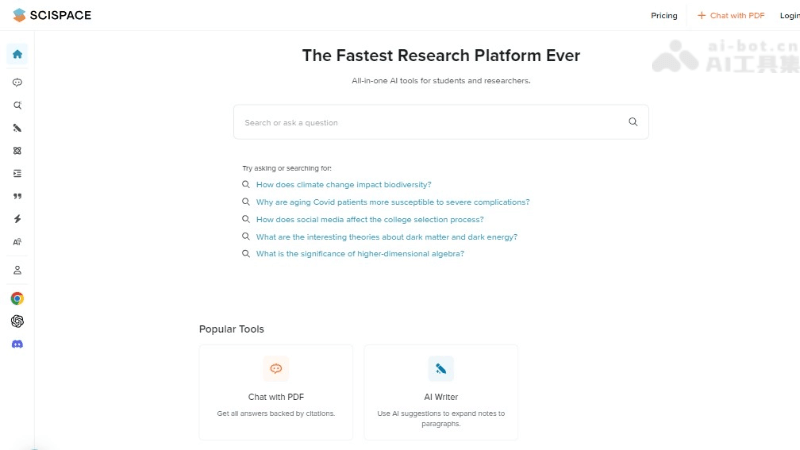 SCISPACE
Pricing
Chat with PDF
Login
ai-bot.cn
AI工具集
The Fastest Research Platform Ever
All-in-one AI tools for students and researchers.
Search or ask a question
Try asking or searching for:
How does climate change impact biodiversity?
Why are aging Covid patients more susceptible to severe complications?
How does social media affect the college selection process?
What are the interesting theories about dark matter and dark energy?
What is the significance of higher-dimensional algebra?
Popular Tools
Chat with PDF
Get all answers backed by citations.
AI Writer
Use AI suggestions to expand notes to
paragraphs.